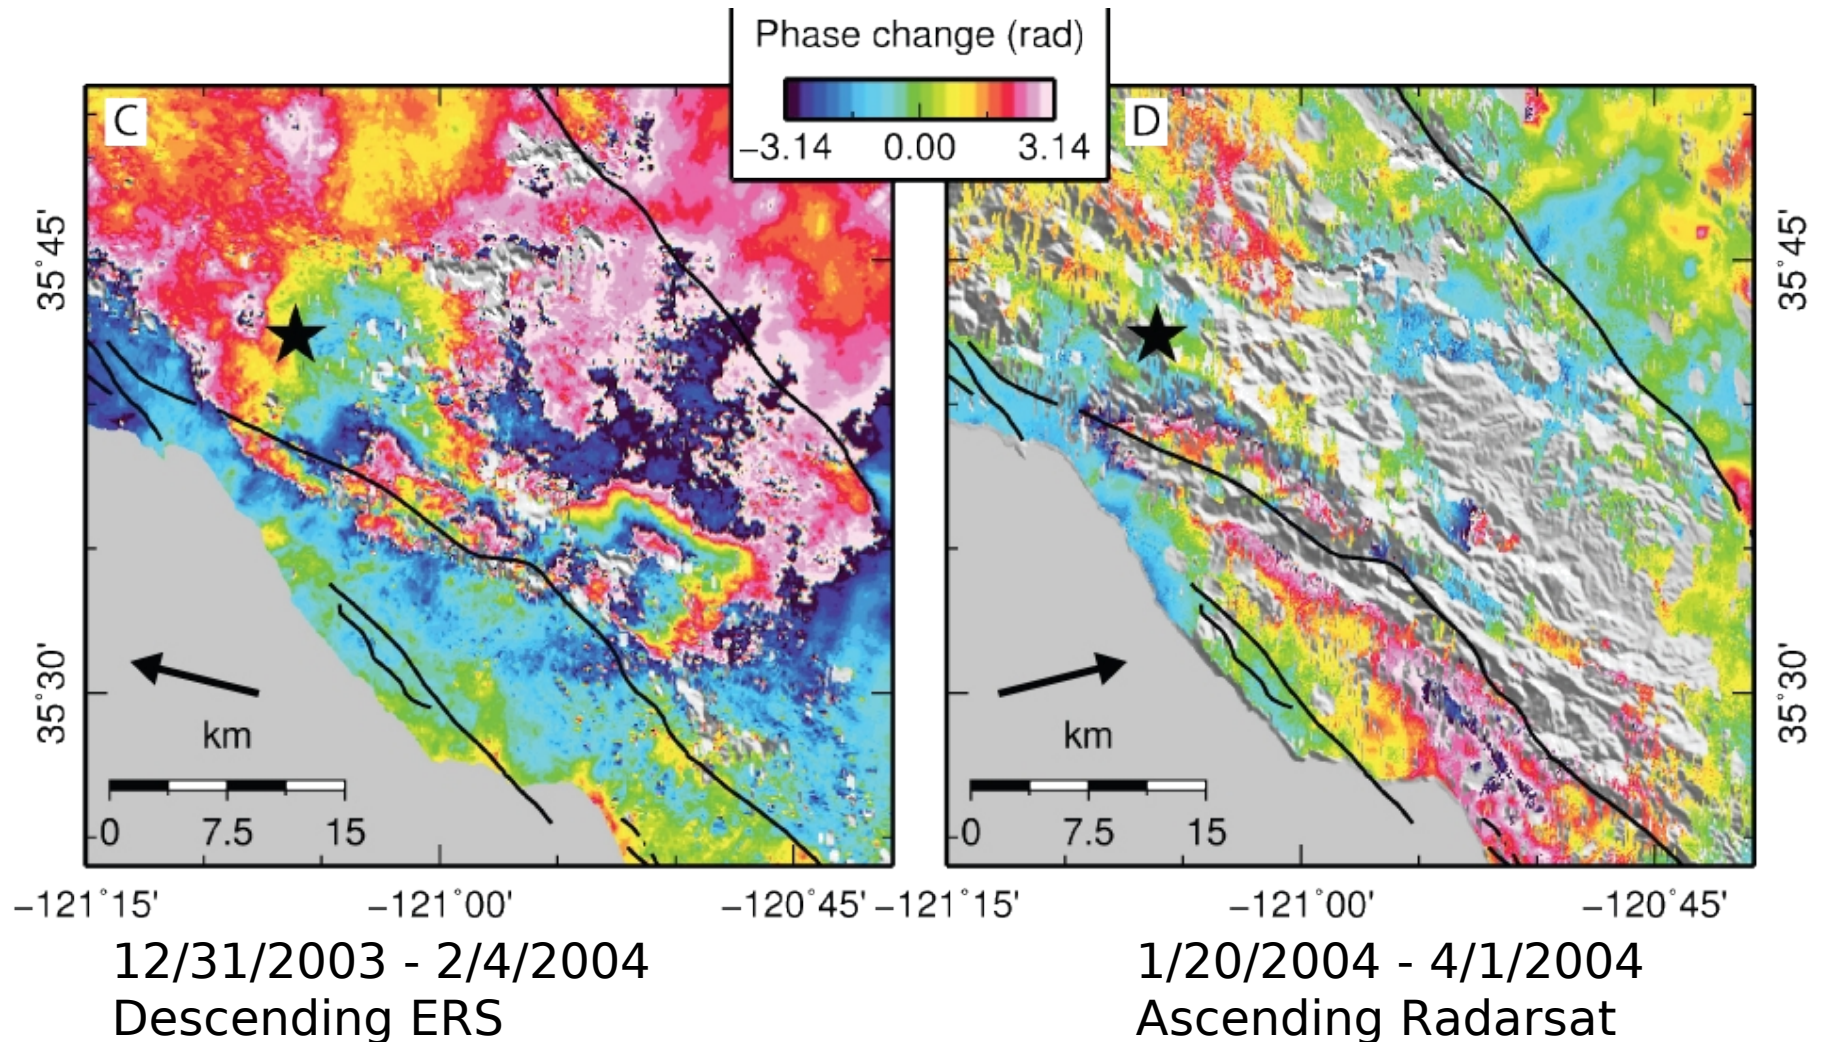 Phase change (rad)
−3.14 0.00 3.14
C
D
35˚45'
35˚30'
35˚45'
35˚30'
km
0 7.5 15
km
0 7.5 15
−121˚15' −121˚00' −120˚45' −121˚15' −121˚00' −120˚45'
12/31/2003 - 2/4/2004
Descending ERS
1/20/2004 - 4/1/2004
Ascending Radarsat